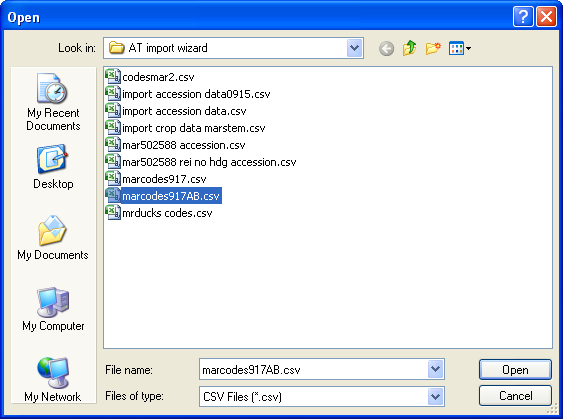 Open
Look in: AT import wizard
My Recent
Documents
Desktop
My Documents
My Computer
My Network
codesmar2.csv
import accession data0915.csv
import accession data.csv
import crop data marstem.csv
mar502588 accession.csv
mar502588 rei no hdg accession.csv
marcodes917.csv
marcodes917AB.csv
mrducks codes.csv
File name: marcodes917AB.csv Open
Files of type: CSV Files (*.csv) Cancel